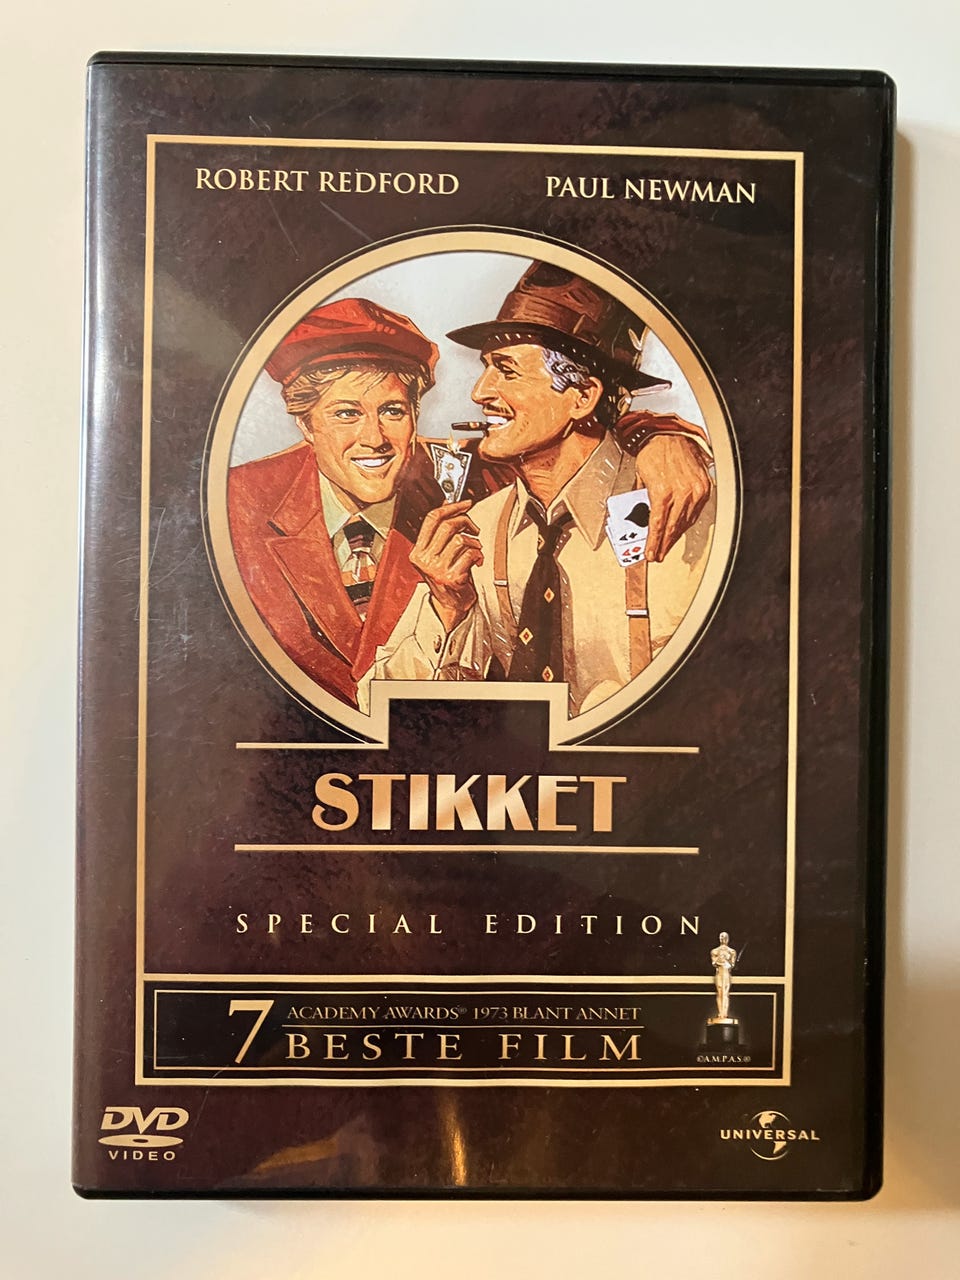 ROBERT REDFORD PAUL NEWMAN
STIKKET
SPECIAL EDITION
7 ACADEMY AWARDS® 1973 BLANT ANNET
BESTE FILM
©A.M.P.A.S.®
DVD
VIDEO
UNIVERSAL